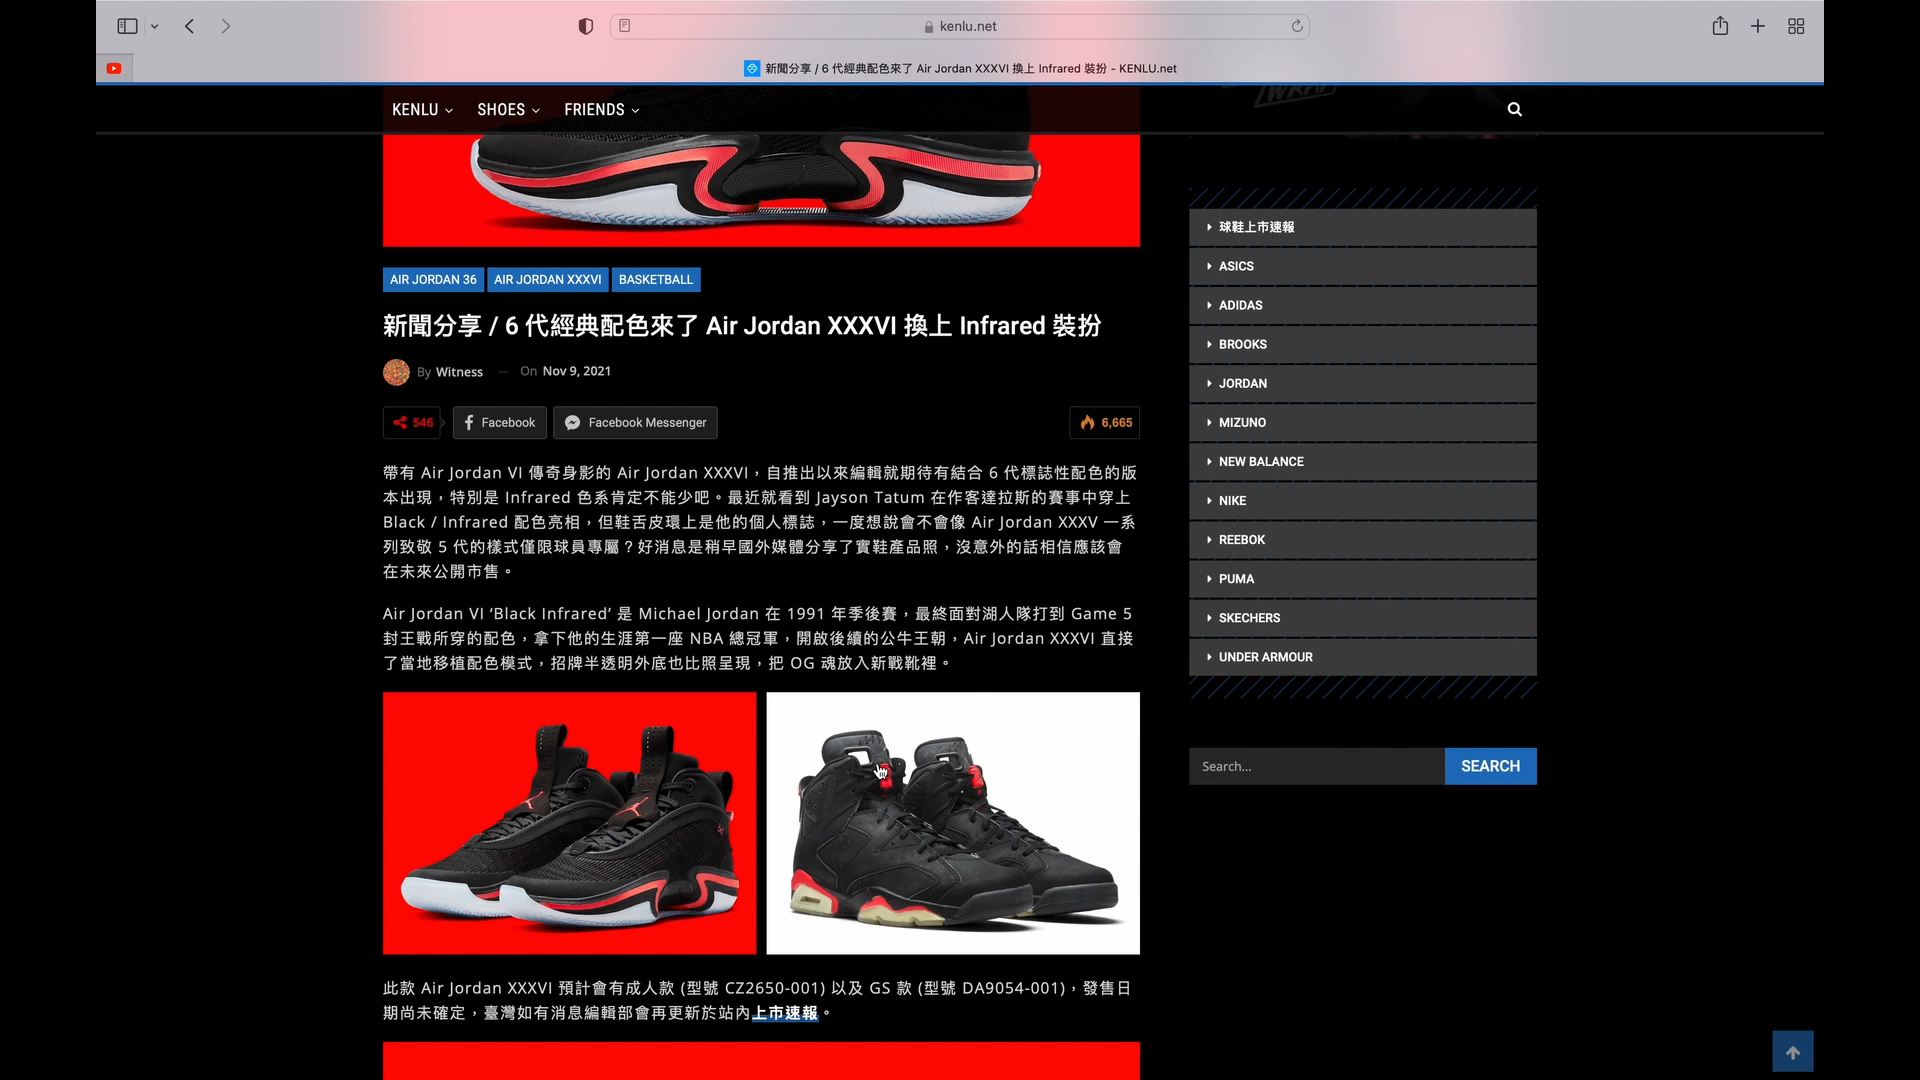 kenlu.net
新聞分享 / 6 代經典配色來了 Air Jordan XXXVI 換上 Infrared 裝扮 - KENLU.net
KENLU
SHOES
FRIENDS
AIR JORDAN 36
AIR JORDAN XXXVI
BASKETBALL
新聞分享 / 6 代經典配色來了 Air Jordan XXXVI 換上 Infrared 裝扮
By Witness — On Nov 9, 2021
546
Facebook
Facebook Messenger
6,665
帶有 Air Jordan VI 傳奇身影的 Air Jordan XXXVI，自推出以來編輯就期待有結合 6 代標誌性配色的版
本出現，特別是 Infrared 色系肯定不能少吧。最近就看到 Jayson Tatum 在作客達拉斯的賽事中穿上
Black / Infrared 配色亮相，但鞋舌皮環上是他的個人標誌，一度想說會不會像 Air Jordan XXXV 一系
列致敬 5 代的樣式僅限球員專屬？好消息是稍早國外媒體分享了實鞋產品照，沒意外的話相信應該會
在未來公開市售。
Air Jordan VI ‘Black Infrared’ 是 Michael Jordan 在 1991 年季後賽，最終面對湖人隊打到 Game 5
封王戰所穿的配色，拿下他的生涯第一座 NBA 總冠軍，開啟後續的公牛王朝，Air Jordan XXXVI 直接
了當地移植配色模式，招牌半透明外底也比照呈現，把 OG 魂放入新戰靴裡。
此款 Air Jordan XXXVI 預計會有成人款 (型號 CZ2650-001) 以及 GS 款 (型號 DA9054-001)，發售日
期尚未確定，臺灣如有消息編輯部會再更新於站內上市速報。
球鞋上市速報
ASICS
ADIDAS
BROOKS
JORDAN
MIZUNO
NEW BALANCE
NIKE
REEBOK
PUMA
SKECHERS
UNDER ARMOUR
Search...
SEARCH